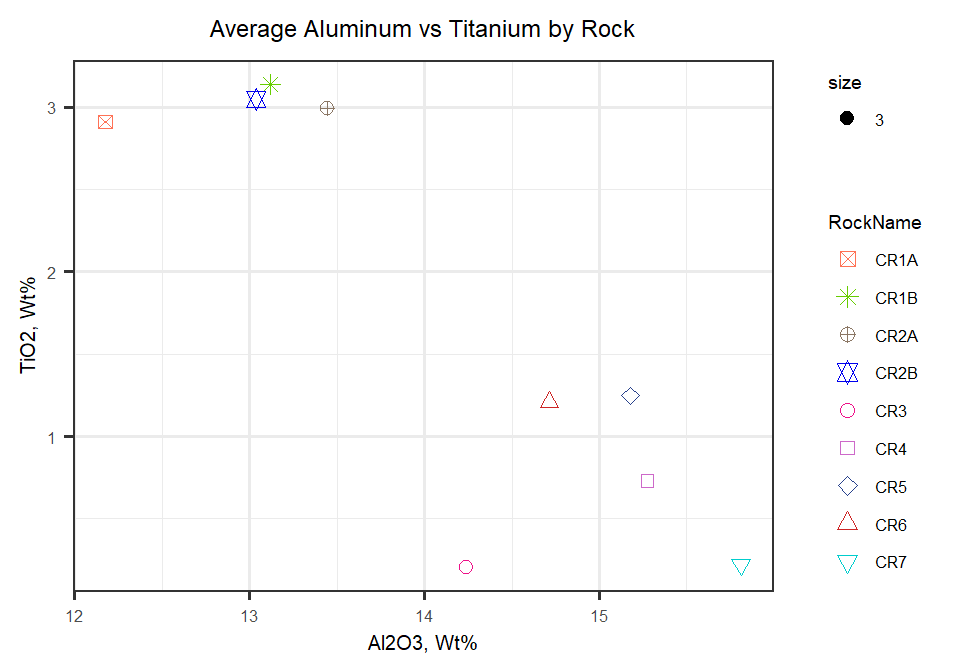 Average Aluminum vs Titanium by Rock
TiO2, Wt%
3
2
1
12
13
14
15
Al2O3, Wt%
size
3
RockName
CR1A
CR1B
CR2A
CR2B
CR3
CR4
CR5
CR6
CR7